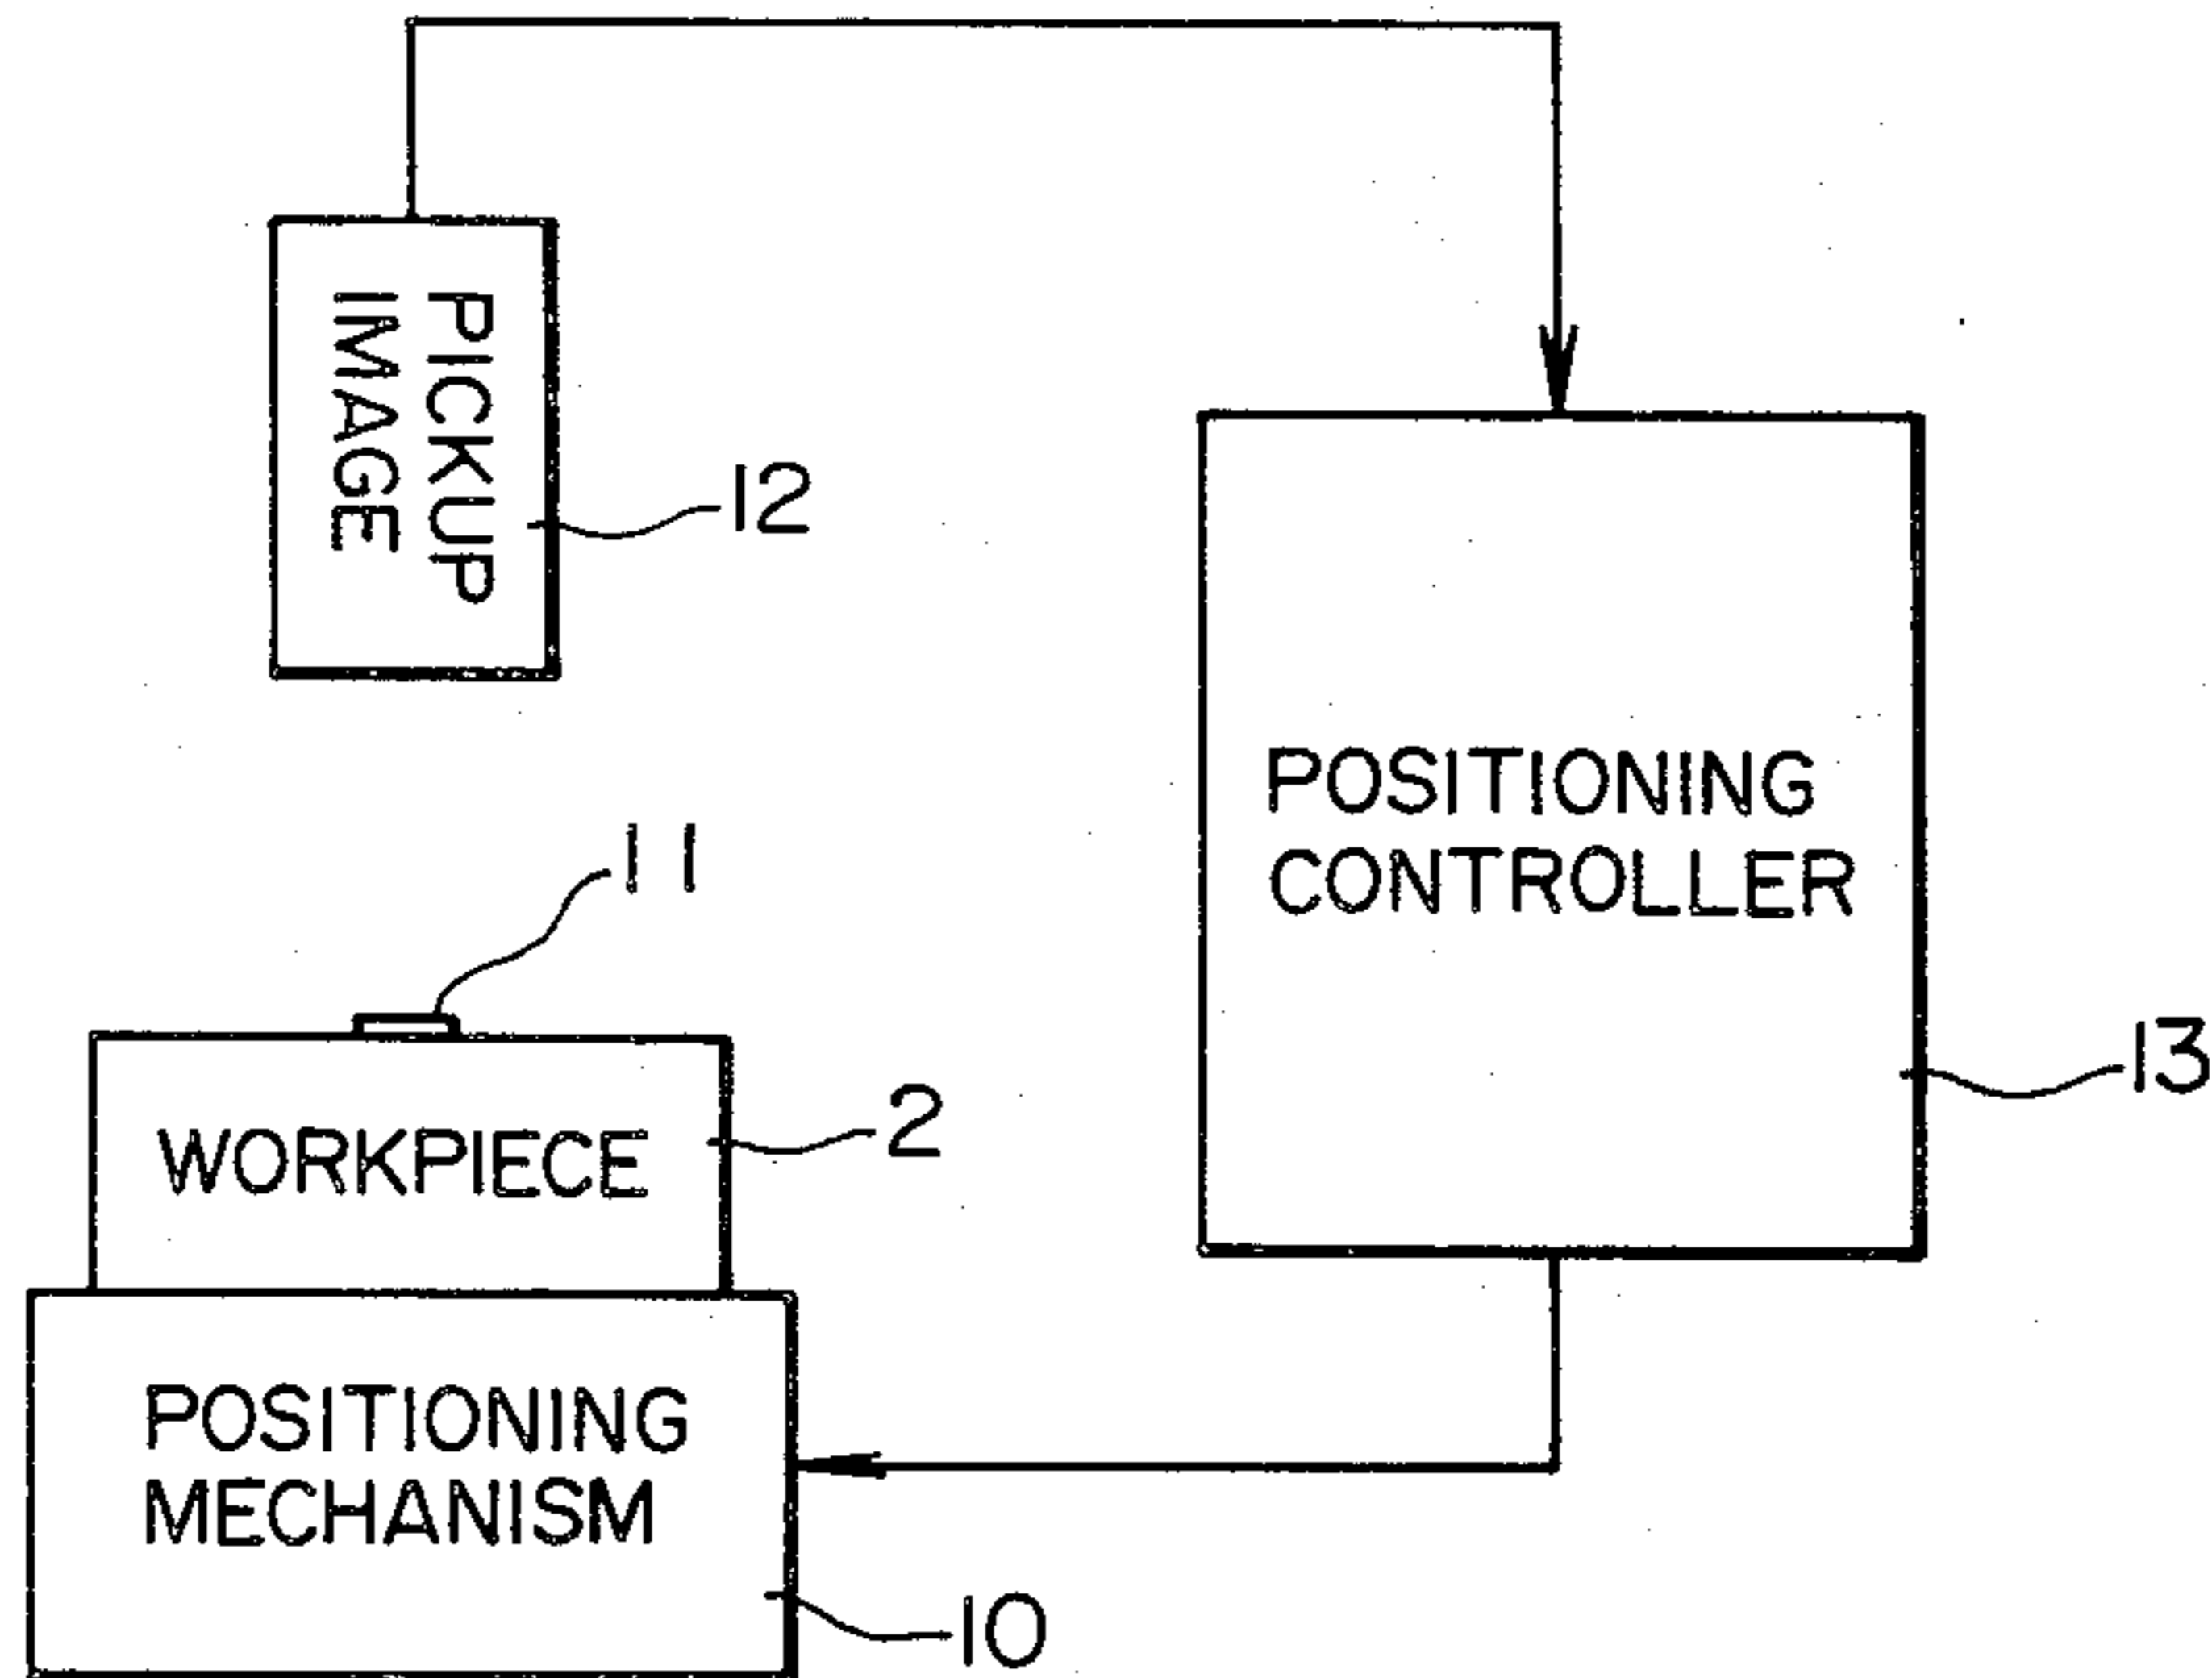 PICKUP
IMAGE
12
POSITIONING
CONTROLLER
11
13
WORKPIECE
2
POSITIONING
MECHANISM
10